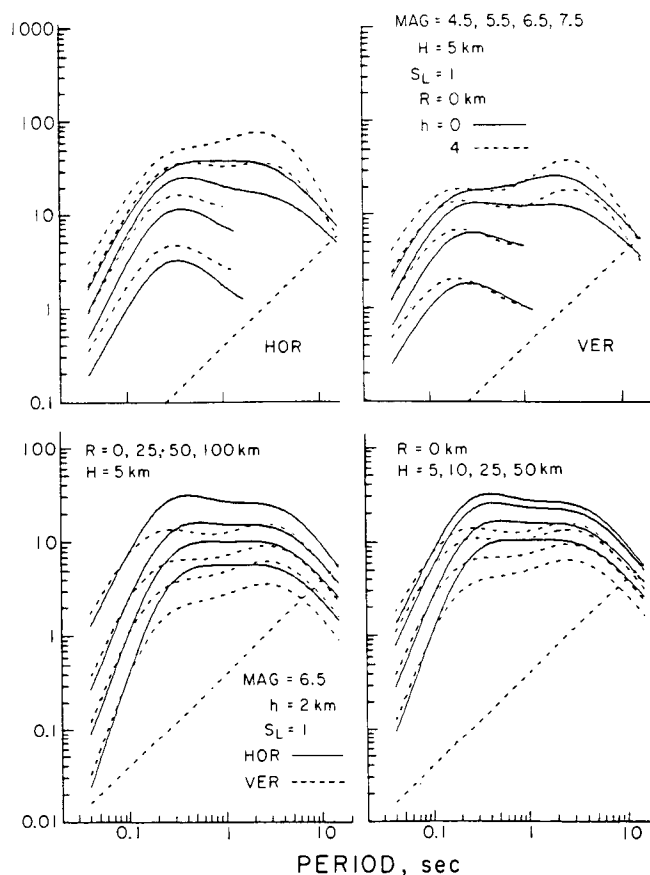 1000
100
10
1
0.1
HOR
MAG = 4.5, 5.5, 6.5, 7.5
H = 5 km
SL = 1
R = 0 km
h = 0
4
VER
100
10
1
0.1
0.01
R = 0, 25, 50, 100 km
H = 5 km
MAG = 6.5
h = 2 km
SL = 1
HOR
VER
R = 0 km
H = 5, 10, 25, 50 km
0.1 1 10
0.1 1 10
PERIOD, sec